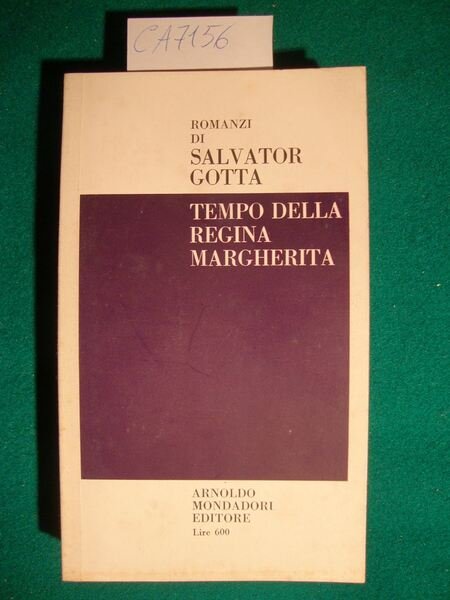 CA7156
ROMANZI
DI
SALVATOR
GOTTA
TEMPO DELLA
REGINA
MARGHERITA
ARNOLDO
MONDADORI
EDITORE
Lire 600